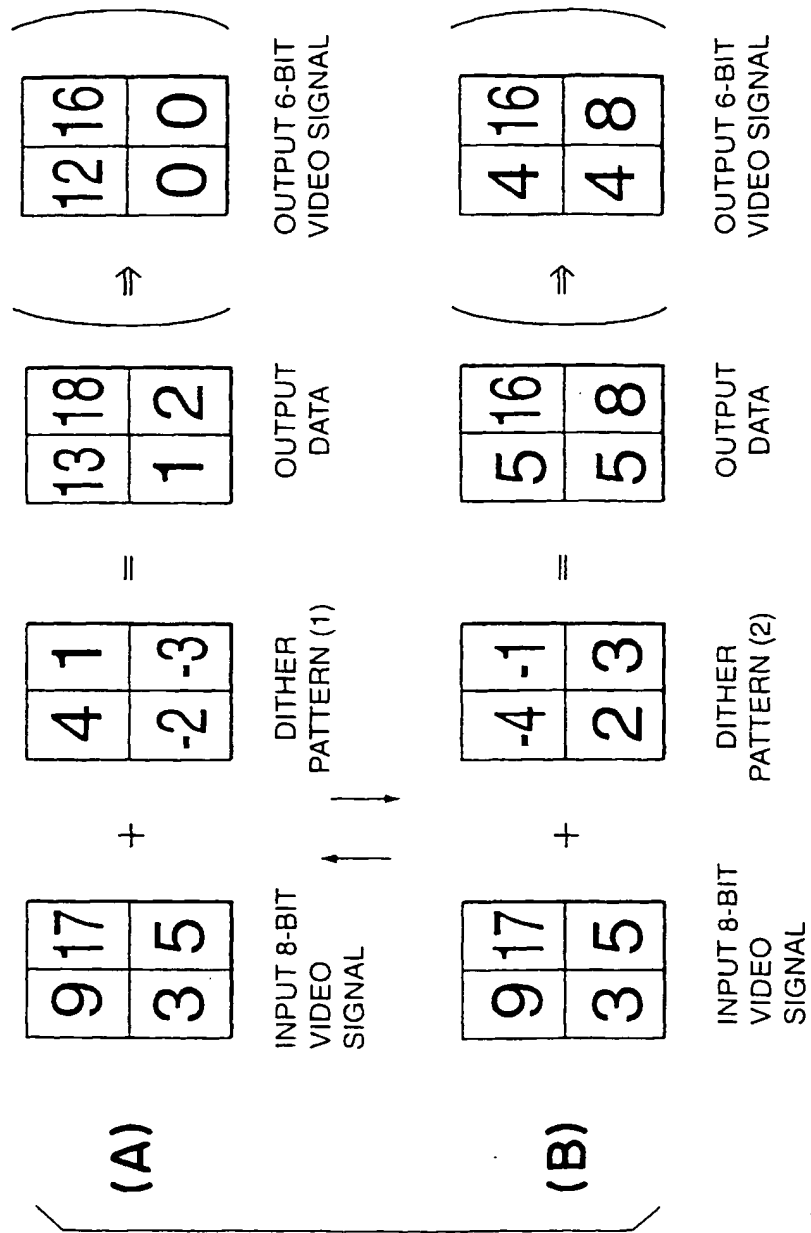 (A)
9 17
3 5
INPUT 8-BIT
VIDEO
SIGNAL
+
4 1
-2 -3
DITHER
PATTERN (1)
=
13 18
1 2
OUTPUT
DATA
⇒
12 16
0 0
OUTPUT 6-BIT
VIDEO SIGNAL
(B)
9 17
3 5
INPUT 8-BIT
VIDEO
SIGNAL
+
-4 -1
2 3
DITHER
PATTERN (2)
=
5 16
5 8
OUTPUT
DATA
⇒
4 16
4 8
OUTPUT 6-BIT
VIDEO SIGNAL